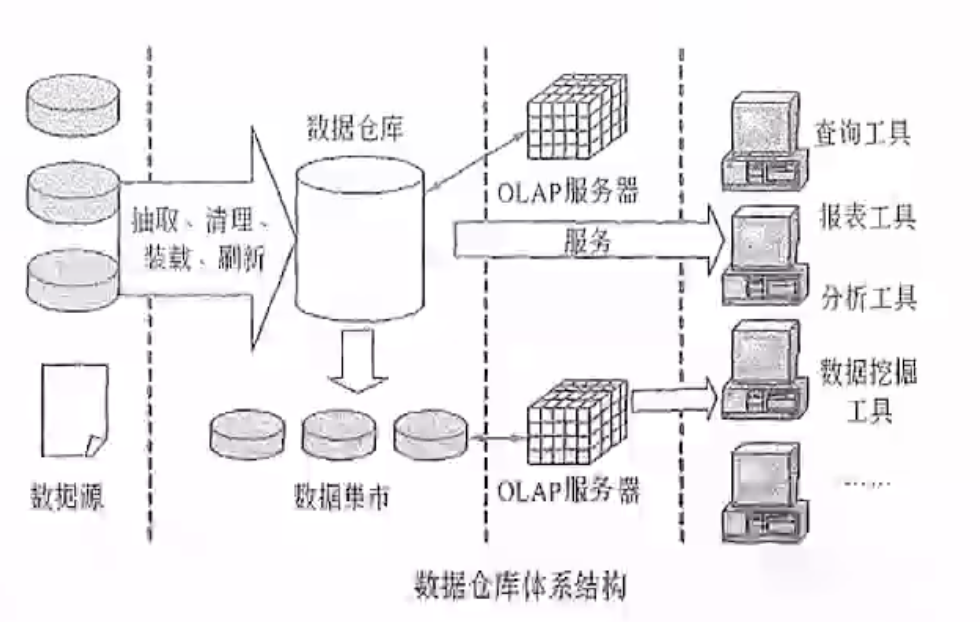 数据仓库
查询工具
抽取、清理、
装载、刷新
OLAP服务器
服务
报表工具
分析工具
数据挖掘
工具
数据源
数据集市
OLAP服务器
……
数据仓库体系结构